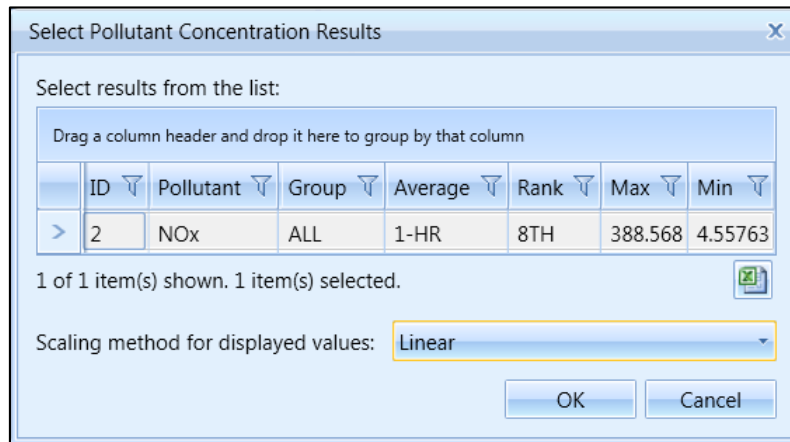 Select Pollutant Concentration Results
Select results from the list:
Drag a column header and drop it here to group by that column
ID Pollutant Group Average Rank Max Min
2 NOx ALL 1-HR 8TH 388.568 4.55763
1 of 1 item(s) shown. 1 item(s) selected.
Scaling method for displayed values: Linear
OK Cancel